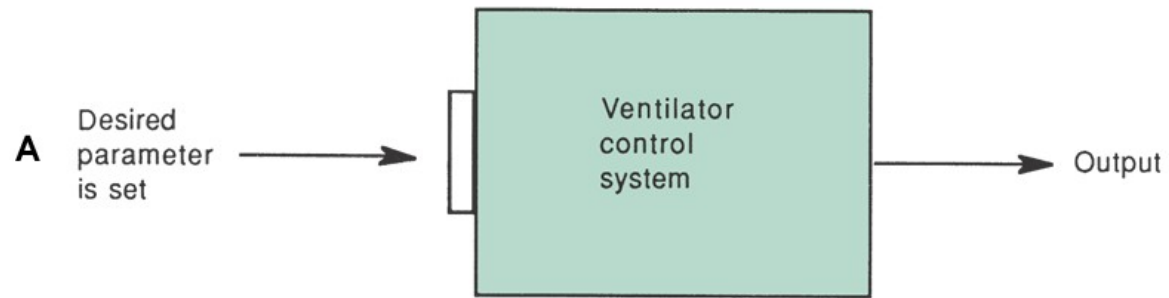 A
Desired
parameter
is set
Ventilator
control
system
Output